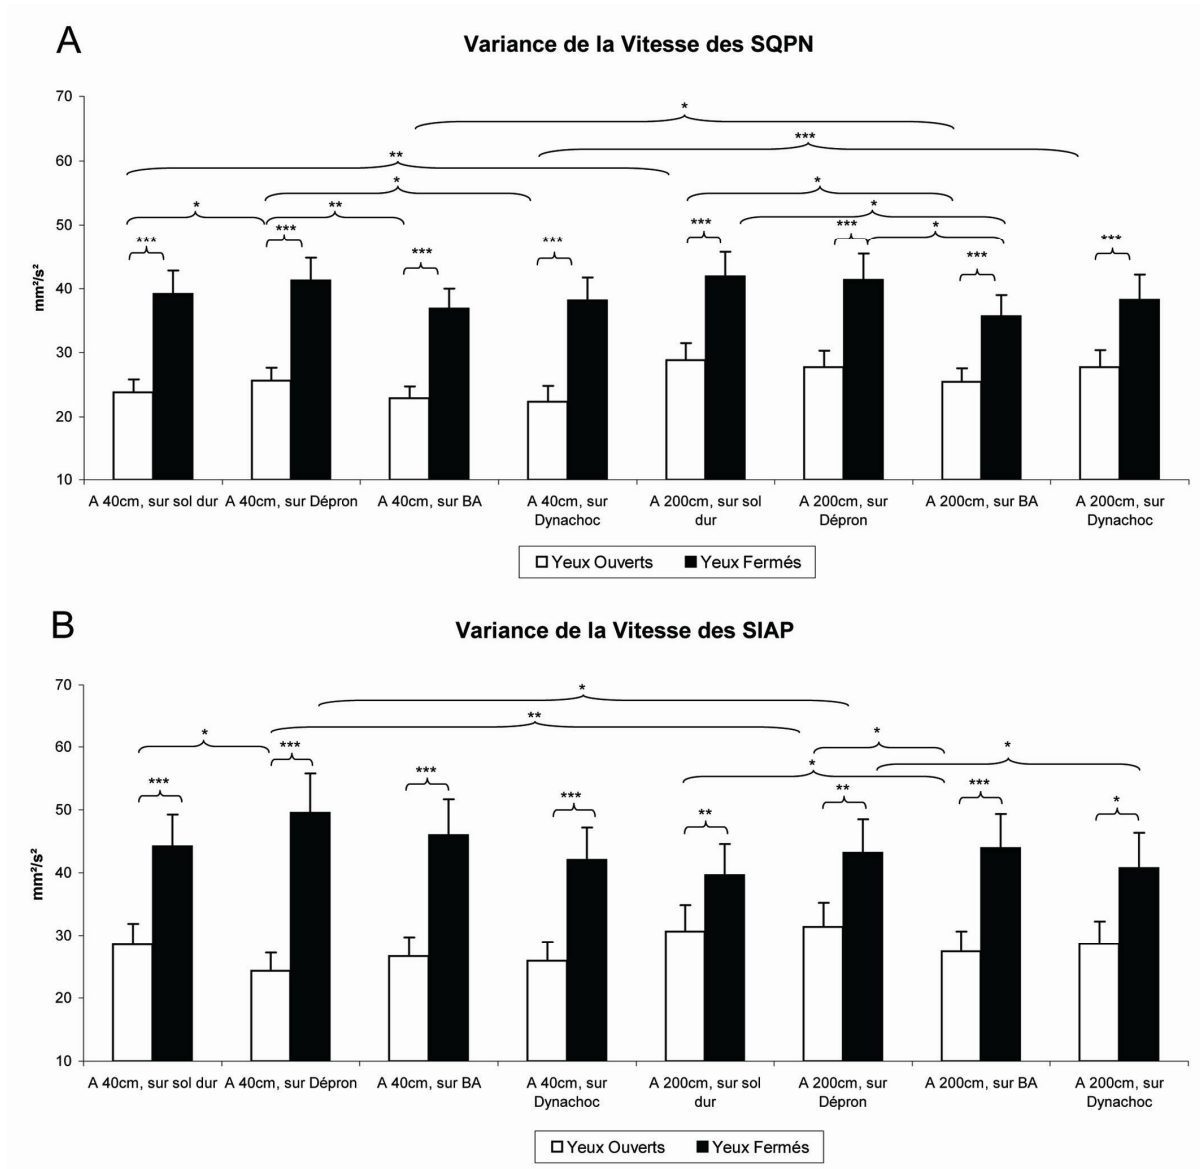 A
Variance de la Vitesse des SQPN
70
60
50
40
30
20
10
mm²/s²
*
***
**
*
*
*
**
*
***
***
***
***
***
***
*
***
***
A 40cm, sur sol dur
A 40cm, sur Dépron
A 40cm, sur BA
A 40cm, sur
Dynachoc
A 200cm, sur sol
dur
A 200cm, sur
Dépron
A 200cm, sur BA
A 200cm, sur
Dynachoc
Yeux Ouverts
Yeux Fermés
B
Variance de la Vitesse des SIAP
70
60
50
40
30
20
10
mm²/s²
*
**
*
*
***
*
*
***
***
***
**
**
***
*
A 40cm, sur sol dur
A 40cm, sur Dépron
A 40cm, sur BA
A 40cm, sur
Dynachoc
A 200cm, sur sol
dur
A 200cm, sur
Dépron
A 200cm, sur BA
A 200cm, sur
Dynachoc
Yeux Ouverts
Yeux Fermés